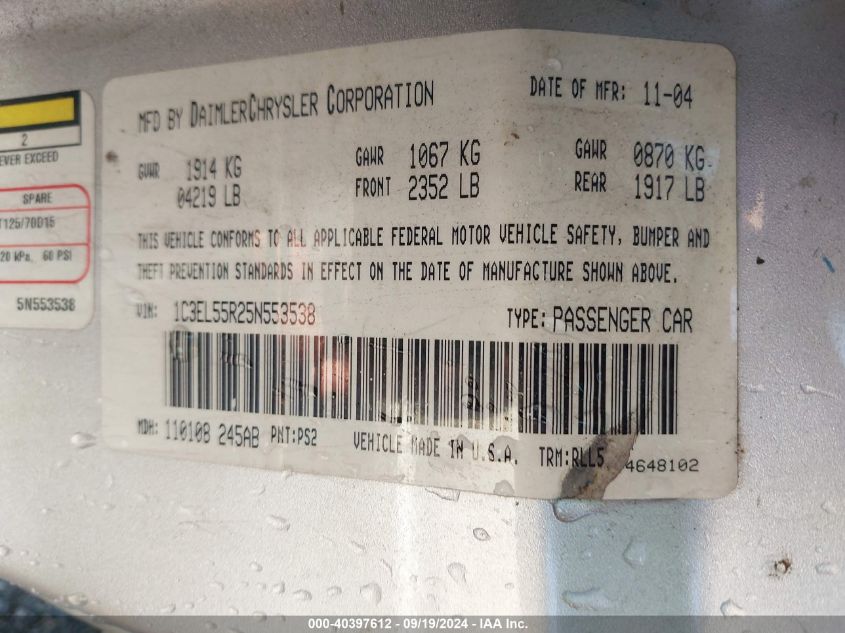 2
EVER EXCEED
SPARE
T125/70D15
20 kPa, 60 PSI
5N553538
MFD BY DAIMLERCHRYSLER CORPORATION
DATE OF MFR: 11-04
GVWR 1914 KG
04219 LB
GAWR 1067 KG
FRONT 2352 LB
GAWR 0870 KG
REAR 1917 LB
THIS VEHICLE CONFORMS TO ALL APPLICABLE FEDERAL MOTOR VEHICLE SAFETY, BUMPER AND
THEFT PREVENTION STANDARDS IN EFFECT ON THE DATE OF MANUFACTURE SHOWN ABOVE.
VIN: 1C3EL55R25N553538
TYPE: PASSENGER CAR
MDH: 110108 245AB PNT:PS2
VEHICLE MADE IN U.S.A.
TRM:RLL5
4648102
000-40397612 - 09/19/2024 - IAA Inc.